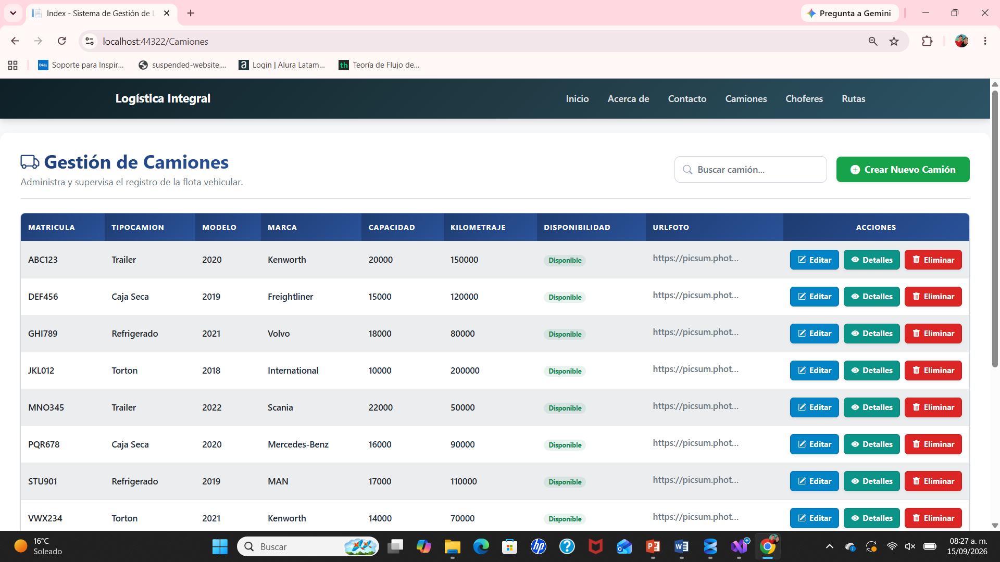 Index - Sistema de Gestión de L
Pregunta a Gemini
localhost:44322/Camiones
Soporte para Inspir...
suspended-website....
Login | Alura Latam...
Teoría de Flujo de...
Logística Integral
Inicio
Acerca de
Contacto
Camiones
Choferes
Rutas
Gestión de Camiones
Administra y supervisa el registro de la flota vehicular.
Buscar camión...
Crear Nuevo Camión
MATRICULA TIPOCAMION MODELO MARCA CAPACIDAD KILOMETRAJE DISPONIBILIDAD URLFOTO ACCIONES
ABC123 Trailer 2020 Kenworth 20000 150000 Disponible https://picsum.phot... Editar Detalles Eliminar
DEF456 Caja Seca 2019 Freightliner 15000 120000 Disponible https://picsum.phot... Editar Detalles Eliminar
GHI789 Refrigerado 2021 Volvo 18000 80000 Disponible https://picsum.phot... Editar Detalles Eliminar
JKL012 Torton 2018 International 10000 200000 Disponible https://picsum.phot... Editar Detalles Eliminar
MNO345 Trailer 2022 Scania 22000 50000 Disponible https://picsum.phot... Editar Detalles Eliminar
PQR678 Caja Seca 2020 Mercedes-Benz 16000 90000 Disponible https://picsum.phot... Editar Detalles Eliminar
STU901 Refrigerado 2019 MAN 17000 110000 Disponible https://picsum.phot... Editar Detalles Eliminar
VWX234 Torton 2021 Kenworth 14000 70000 Disponible https://picsum.phot... Editar Detalles Eliminar
16°C
Soleado
Buscar
08:27 a. m.
15/09/2026